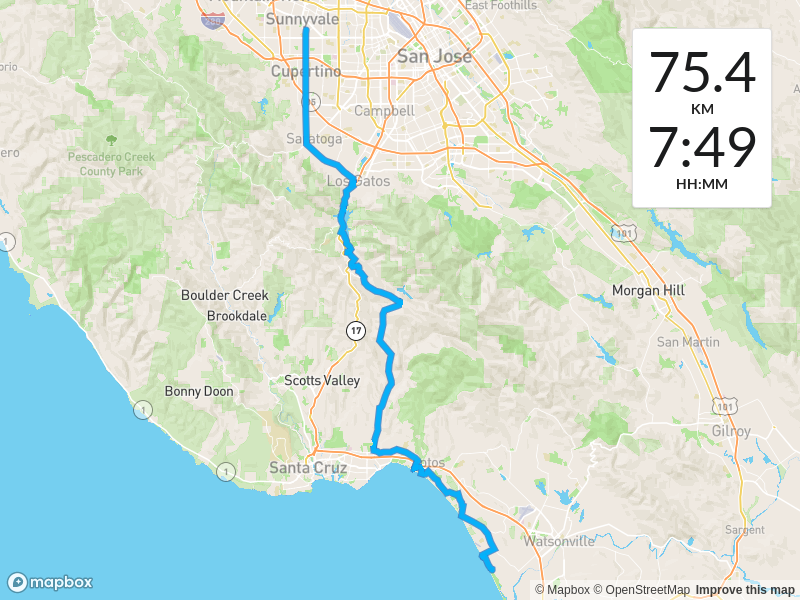 East Foothills
280
Sunnyvale
San José
75.4
KM
7:49
HH:MM
Cupertino
Campbell
Saratoga
Pescadero Creek
County Park
Los Gatos
1
101
Boulder Creek
Brookdale
Morgan Hill
17
San Martin
Scotts Valley
Bonny Doon
1
101
Gilroy
Santa Cruz
1
Sargent
Watsonville
mapbox
© Mapbox © OpenStreetMap Improve this map